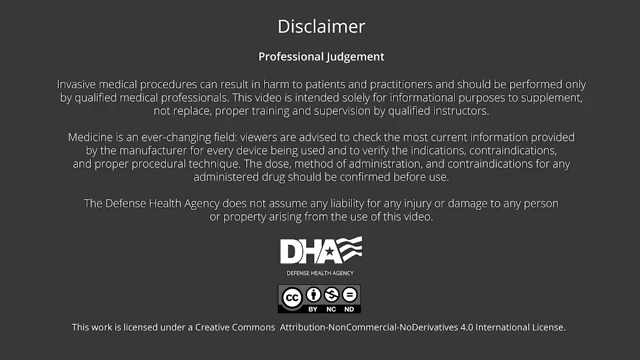 Disclaimer
Professional Judgement
Invasive medical procedures can result in harm to patients and practitioners and should be performed only
by qualified medical professionals. This video is intended solely for informational purposes to supplement,
not replace, proper training and supervision by qualified instructors.
Medicine is an ever-changing field: viewers are advised to check the most current information provided
by the manufacturer for every device being used and to verify the indications, contraindications,
and proper procedural technique. The dose, method of administration, and contraindications for any
administered drug should be confirmed before use.
The Defense Health Agency does not assume any liability for any injury or damage to any person
or property arising from the use of this video.
DHA
DEFENSE HEALTH AGENCY
cc
BY NC ND
This work is licensed under a Creative Commons Attribution-NonCommercial-NoDerivatives 4.0 International License.